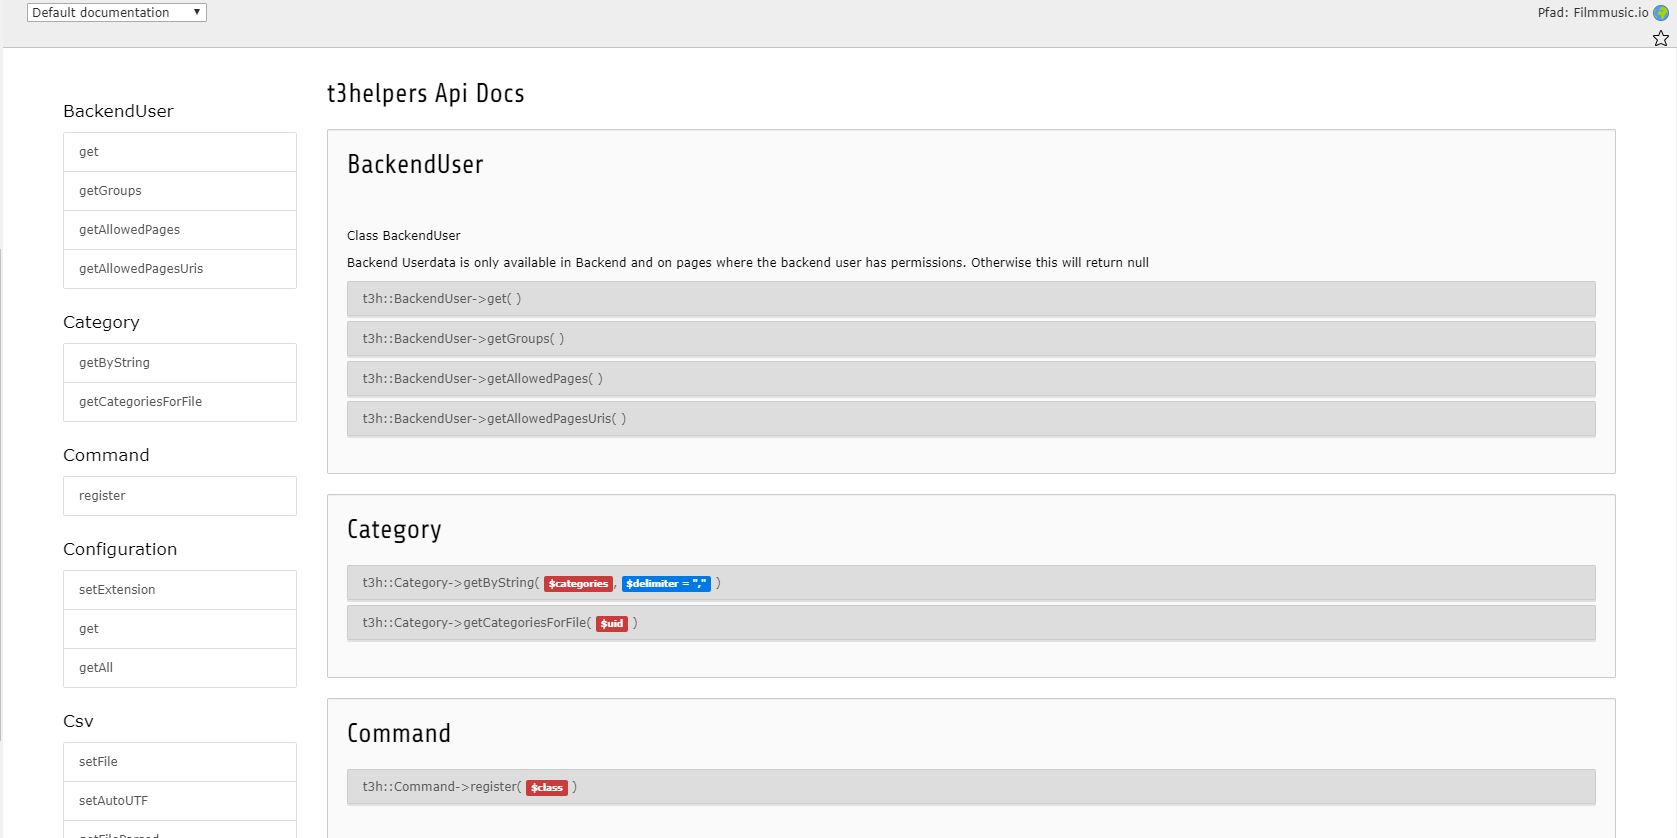 Default documentation
Pfad: Filmmusic.io
BackendUser
get
getGroups
getAllowedPages
getAllowedPagesUris
Category
getByString
getCategoriesForFile
Command
register
Configuration
setExtension
get
getAll
Csv
setFile
setAutoUTF
getFileParsed
t3helpers Api Docs
BackendUser
Class BackendUser
Backend Userdata is only available in Backend and on pages where the backend user has permissions. Otherwise this will return null
t3h::BackendUser->get( )
t3h::BackendUser->getGroups( )
t3h::BackendUser->getAllowedPages( )
t3h::BackendUser->getAllowedPagesUris( )
Category
t3h::Category->getByString( $categories, $delimiter = "," )
t3h::Category->getCategoriesForFile( $uid )
Command
t3h::Command->register( $class )